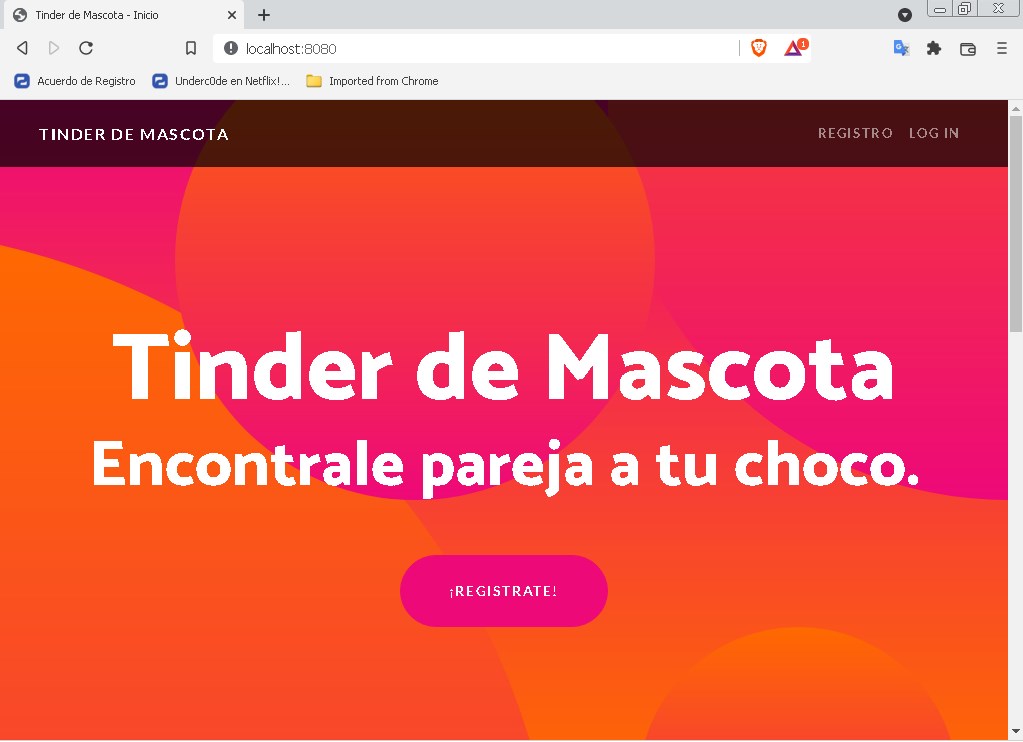 Tinder de Mascota - Inicio
localhost:8080
1
Acuerdo de Registro
Underc0de en Netflix!...
Imported from Chrome
TINDER DE MASCOTA
REGISTRO
LOG IN
Tinder de Mascota
Encontrale pareja a tu choco.
¡REGISTRATE!